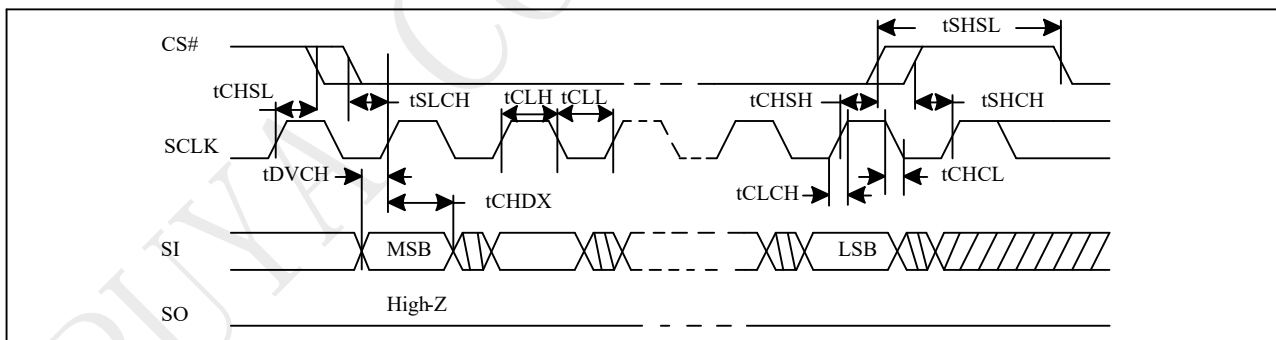 tSHSL
CS#
tCHSL
tSLCH
tCLH
tCLL
tCHSH
tSHCH
SCLK
tDVCH
tCHDX
tCLCH
tCHCL
SI
MSB
LSB
SO
High-Z